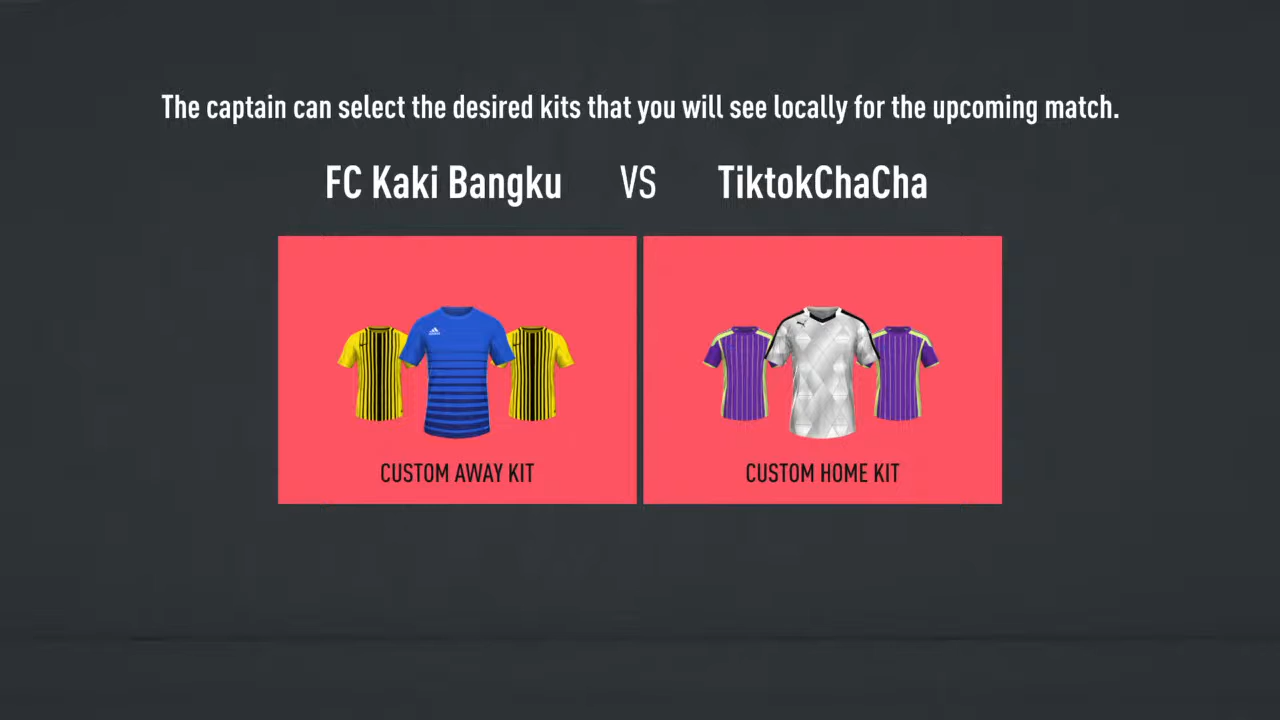 The captain can select the desired kits that you will see locally for the upcoming match.
FC Kaki Bangku VS TiktokChaCha
CUSTOM AWAY KIT
CUSTOM HOME KIT